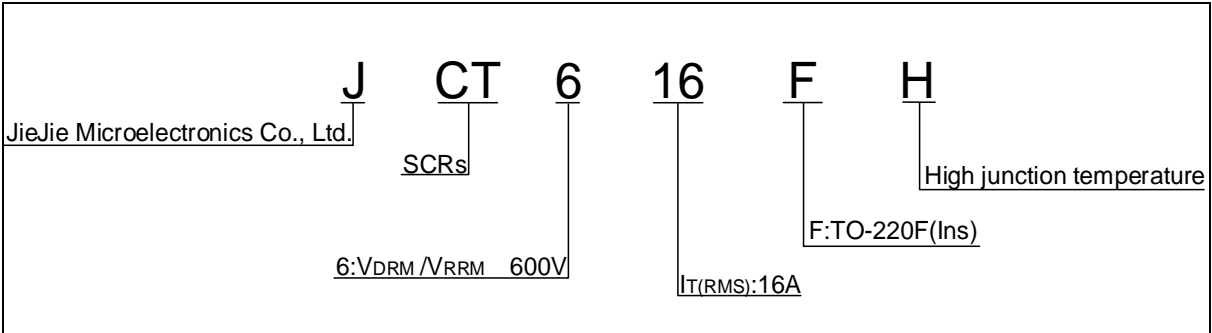 J CT 6 16 F H
JieJie Microelectronics Co., Ltd.
SCRs
High junction temperature
F:TO-220F(Ins)
6:VDRM /VRRM 600V
IT(RMS):16A